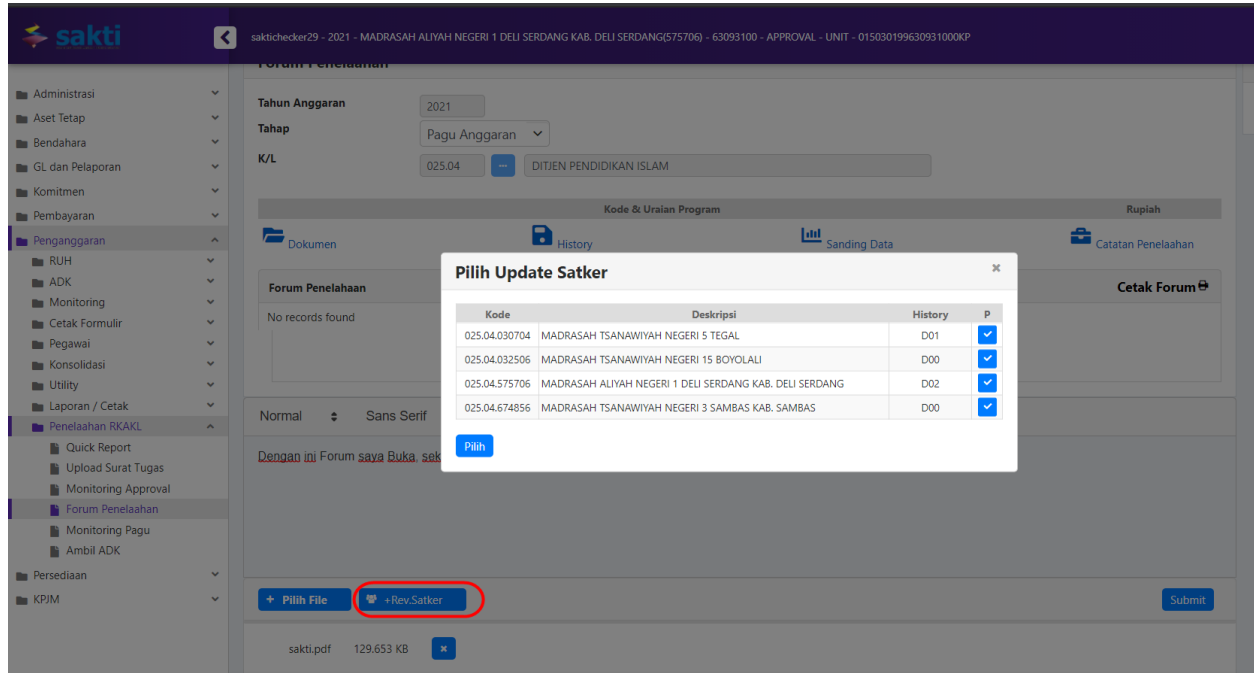 sakti
saktichecker29 - 2021 - MADRASAH ALIYAH NEGERI 1 DELI SERDANG KAB. DELI SERDANG(575706) - 63093100 - APPROVAL - UNIT - 015030199630931000KP
Forum Penelaahan
Administrasi
Aset Tetap
Bendahara
GL dan Pelaporan
Komitmen
Pembayaran
Penganggaran
RUH
ADK
Monitoring
Cetak Formulir
Pegawai
Konsolidasi
Utility
Laporan / Cetak
Penelaahan RKAKL
Quick Report
Upload Surat Tugas
Monitoring Approval
Forum Penelaahan
Monitoring Pagu
Ambil ADK
Persediaan
KPJM
Tahun Anggaran 2021
Tahap Pagu Anggaran
K/L 025.04 ... DITJEN PENDIDIKAN ISLAM
Kode & Uraian Program Rupiah
Dokumen History Sanding Data Catatan Penelaahan
Forum Penelahaan Cetak Forum
No records found
Pilih Update Satker ×
Kode Deskripsi History P
025.04.030704 MADRASAH TSANAWIYAH NEGERI 5 TEGAL D01
025.04.032506 MADRASAH TSANAWIYAH NEGERI 15 BOYOLALI D00
025.04.575706 MADRASAH ALIYAH NEGERI 1 DELI SERDANG KAB. DELI SERDANG D02
025.04.674856 MADRASAH TSANAWIYAH NEGERI 3 SAMBAS KAB. SAMBAS D00
Pilih
Normal Sans Serif
Dengan ini Forum saya Buka, sek
+ Pilih File +Rev.Satker Submit
sakti.pdf 129.653 KB ×